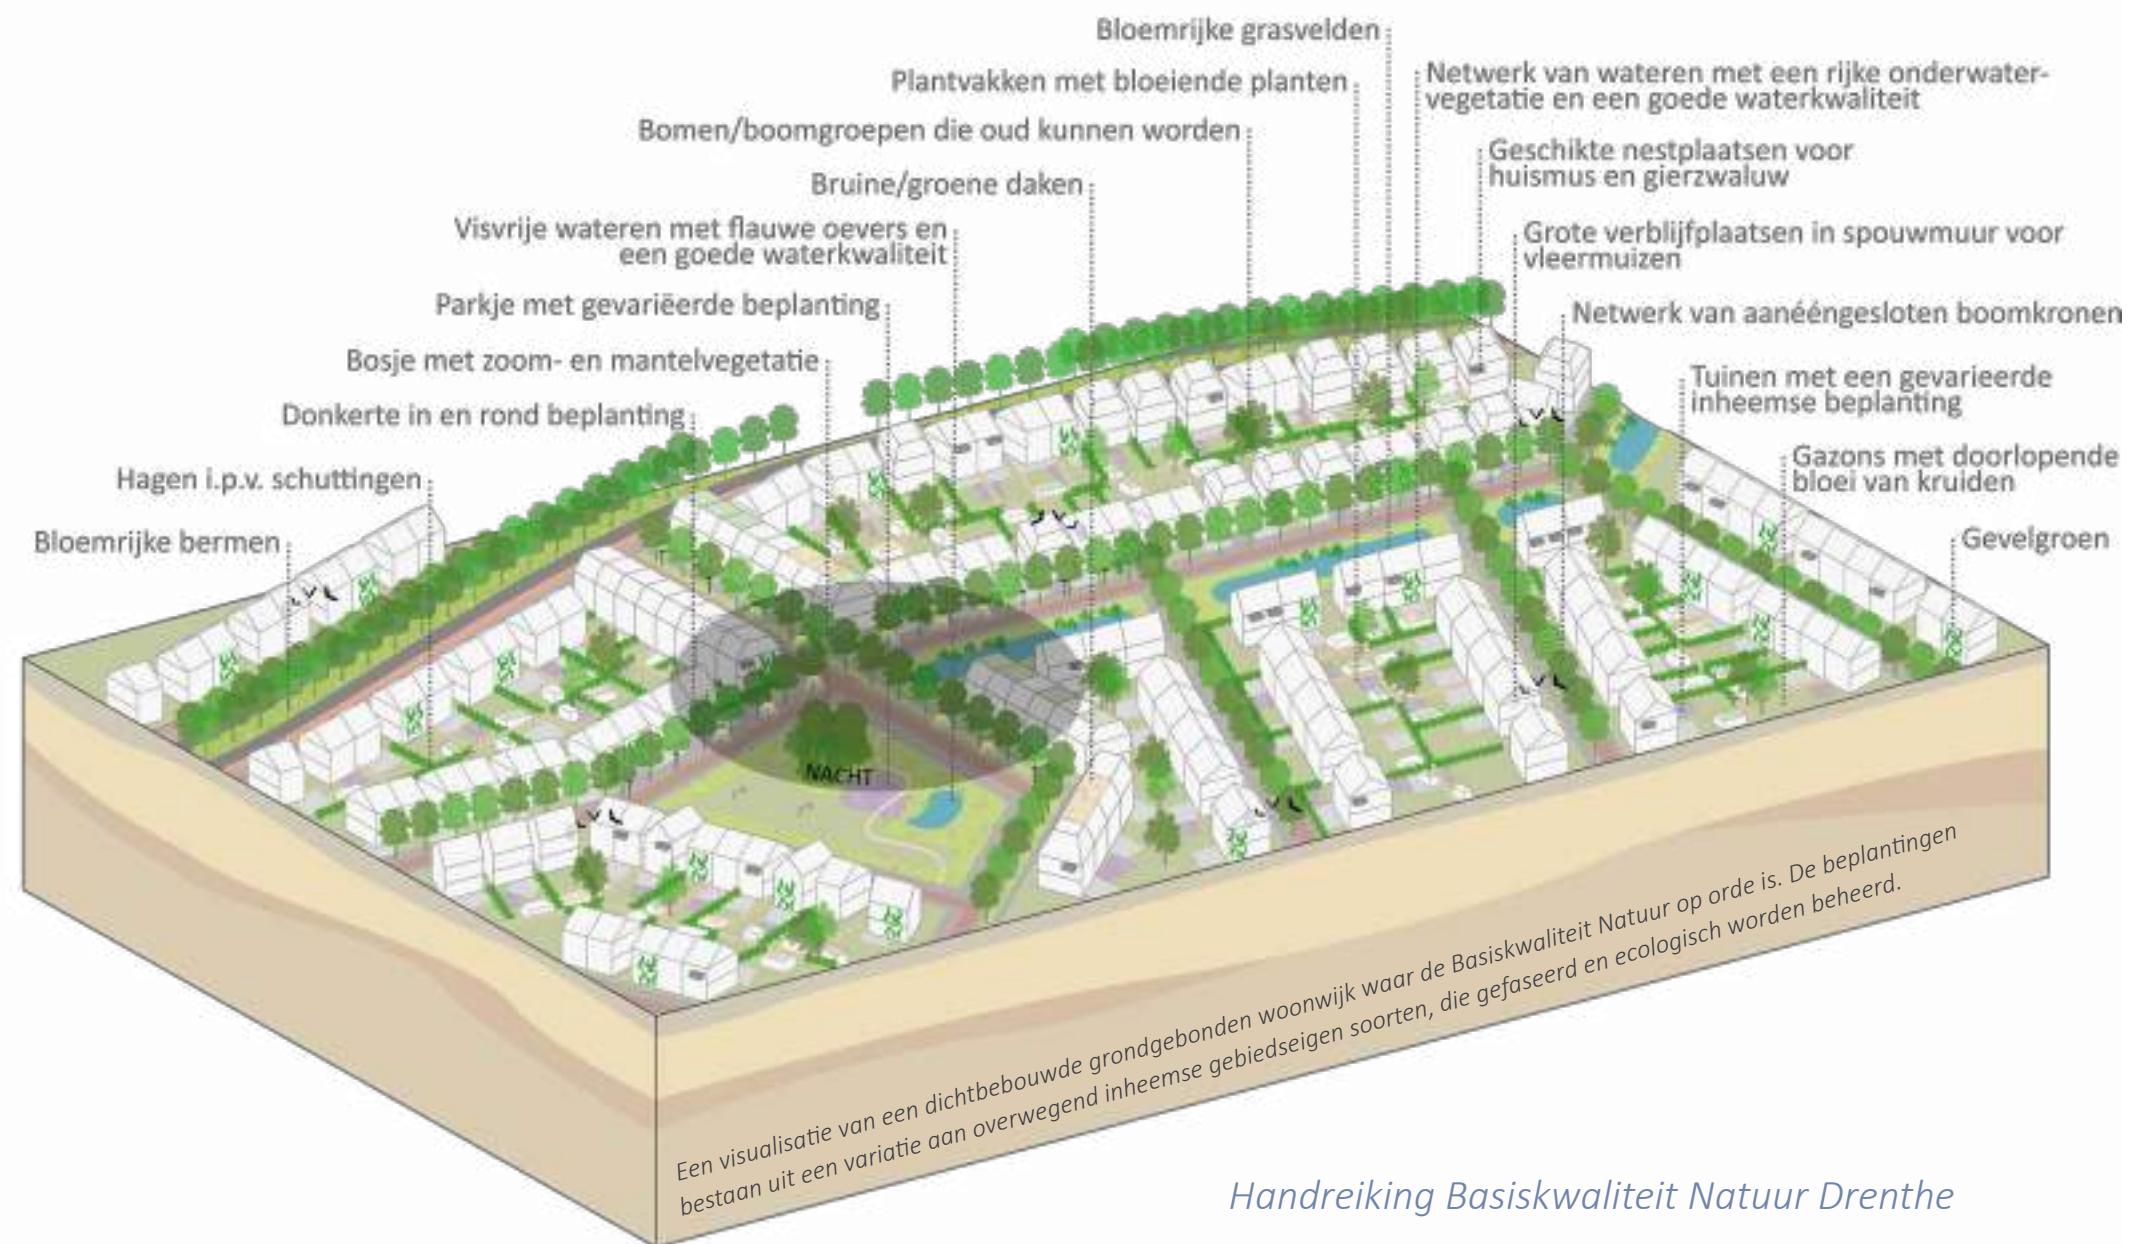 Bloemrijke grasvelden
Plantvakken met bloeiende planten
Netwerk van wateren met een rijke onderwater-
vegetatie en een goede waterkwaliteit
Bomen/boomgroepen die oud kunnen worden
Geschikte nestplaatsen voor
huismus en gierzwaluw
Bruine/groene daken
Visvrije wateren met flauwe oevers en
een goede waterkwaliteit
Grote verblijfplaatsen in spouwmuur voor
vleermuizen
Parkje met gevariëerde beplanting
Netwerk van aanééngesloten boomkronen
Bosje met zoom- en mantelvegetatie
Tuinen met een gevarieerde
inheemse beplanting
Donkerte in en rond beplanting
Hagen i.p.v. schuttingen
Gazons met doorlopende
bloei van kruiden
Bloemrijke bermen
Gevelgroen
NACHT
Een visualisatie van een dichtbebouwde grondgebonden woonwijk waar de Basiskwaliteit Natuur op orde is. De beplantingen
bestaan uit een variatie aan overwegend inheemse gebiedseigen soorten, die gefaseerd en ecologisch worden beheerd.
Handreiking Basiskwaliteit Natuur Drenthe